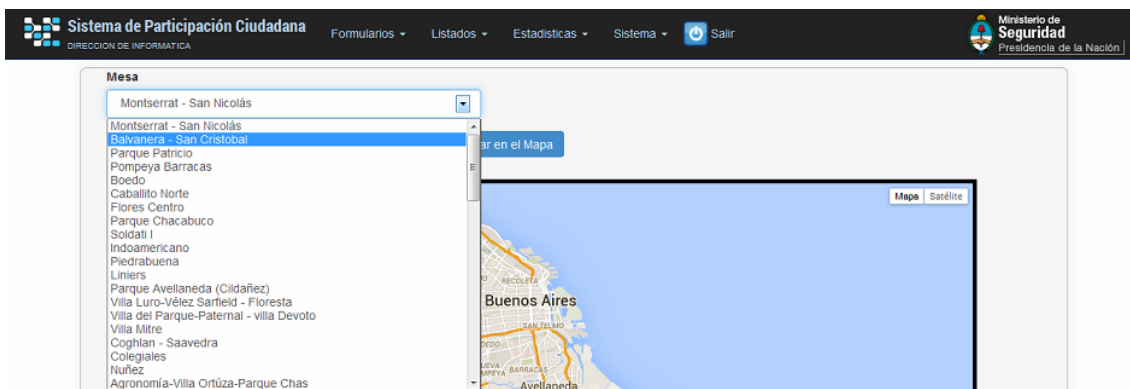 Sistema de Participación Ciudadana
DIRECCION DE INFORMATICA
Formularios
Listados
Estadisticas
Sistema
Salir
Ministerio de
Seguridad
Presidencia de la Nación
Mesa
Montserrat - San Nicolás
Montserrat - San Nicolás
Balvanera - San Cristobal
Parque Patricio
Pompeya Barracas
Boedo
Caballito Norte
Flores Centro
Parque Chacabuco
Soldati I
Indoamericano
Piedrabuena
Liniers
Parque Avellaneda (Cildañez)
Villa Luro-Vélez Sarfield - Floresta
Villa del Parque-Paternal - villa Devoto
Villa Mitre
Coghlan - Saavedra
Colegiales
Nuñez
Agronomía-Villa Ortúza-Parque Chas
ar en el Mapa
Mapa Satélite
RECOLETA
Buenos Aires
SAN TELMO
BARRACAS
Avellaneda